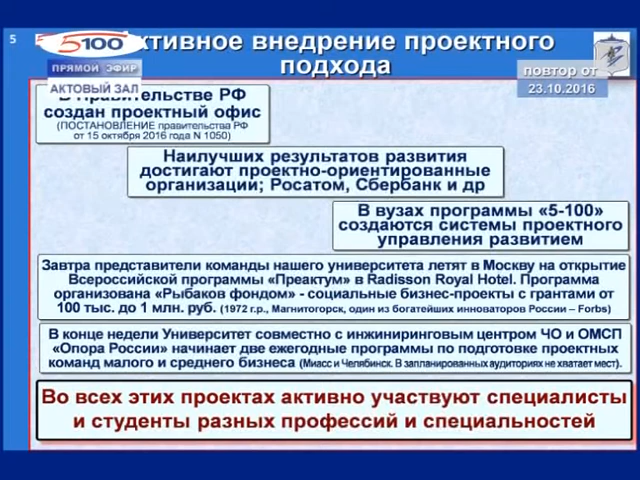 5
5100
ктивное внедрение проектного
подхода
ПРЯМОЙ ЭФИР
АКТОВЫЙ ЗАЛ
повтор от
23.10.2016
В Правительстве РФ
создан проектный офис
(ПОСТАНОВЛЕНИЕ правительства РФ
от 15 октября 2016 года N 1050)
Наилучших результатов развития
достигают проектно-ориентированные
организации; Росатом, Сбербанк и др
В вузах программы «5-100»
создаются системы проектного
управления развитием
Завтра представители команды нашего университета летят в Москву на открытие
Всероссийской программы «Преактум» в Radisson Royal Hotel. Программа
организована «Рыбаков фондом» - социальные бизнес-проекты с грантами от
100 тыс. до 1 млн. руб. (1972 г.р., Магнитогорск, один из богатейших инноваторов России – Forbs)
В конце недели Университет совместно с инжиниринговым центром ЧО и ОМСП
«Опора России» начинает две ежегодные программы по подготовке проектных
команд малого и среднего бизнеса (Миасс и Челябинск. В запланированных аудиториях не хватает мест).
Во всех этих проектах активно участвуют специалисты
и студенты разных профессий и специальностей